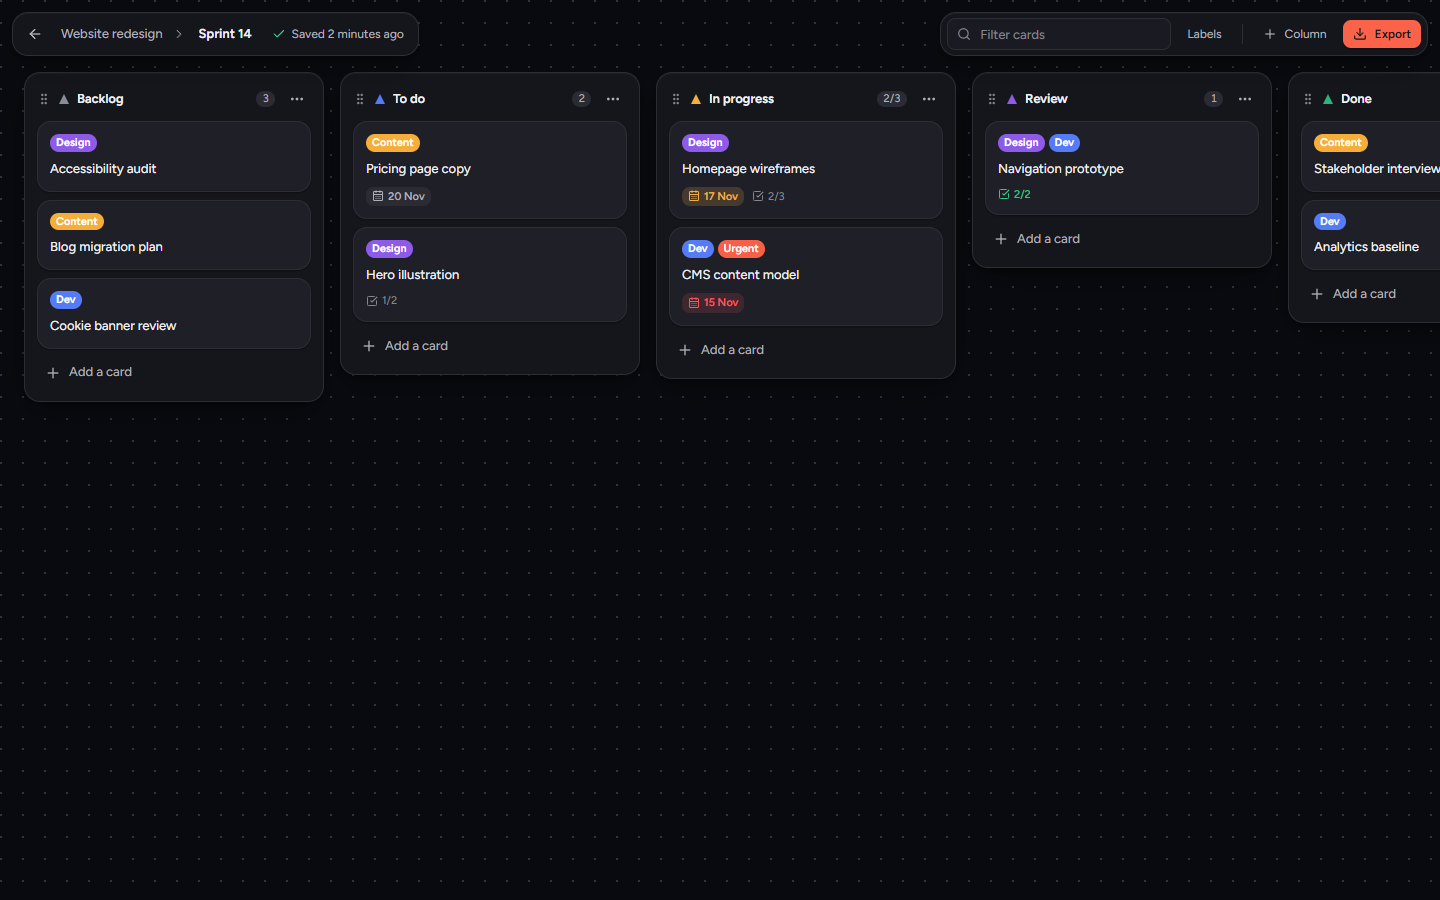 Website redesign
Sprint 14
Saved 2 minutes ago
Filter cards
Labels
Column
Export
Backlog
3
Design
Accessibility audit
Content
Blog migration plan
Dev
Cookie banner review
Add a card
To do
2
Content
Pricing page copy
20 Nov
Design
Hero illustration
1/2
Add a card
In progress
2/3
Design
Homepage wireframes
17 Nov 2/3
Dev Urgent
CMS content model
15 Nov
Add a card
Review
1
Design Dev
Navigation prototype
2/2
Add a card
Done
Content
Stakeholder interview
Dev
Analytics baseline
Add a card